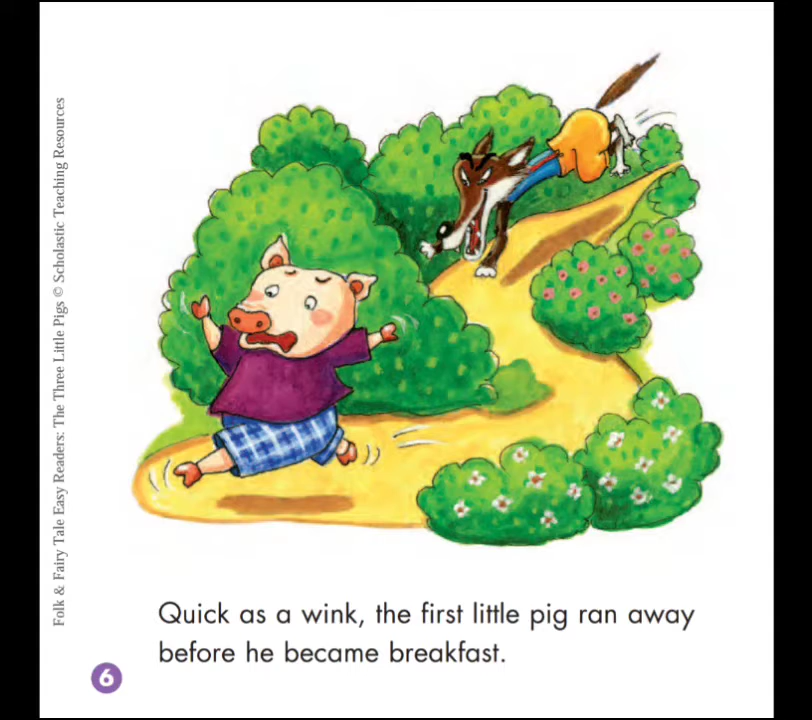 Folk & Fairy Tale Easy Readers: The Three Little Pigs © Scholastic Teaching Resources
Quick as a wink, the first little pig ran away
before he became breakfast.
6